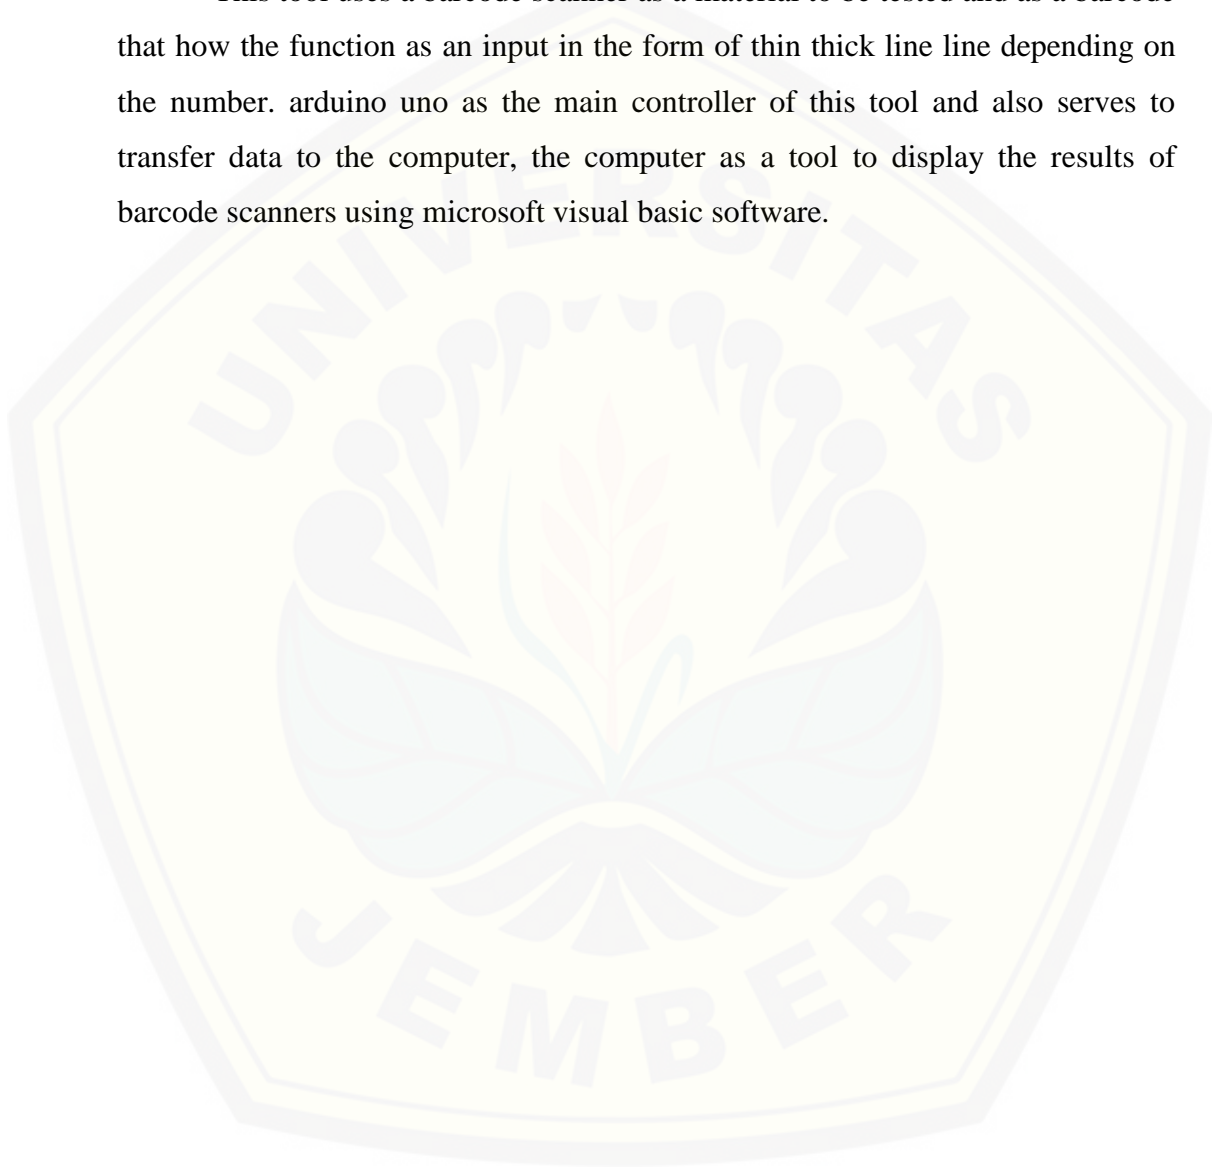 This tool uses a barcode scanner as a material to be tested and as a barcode
that how the function as an input in the form of thin thick line line depending on
the number. arduino uno as the main controller of this tool and also serves to
transfer data to the computer, the computer as a tool to display the results of
barcode scanners using microsoft visual basic software.
UNIVERSITAS
JEMBER